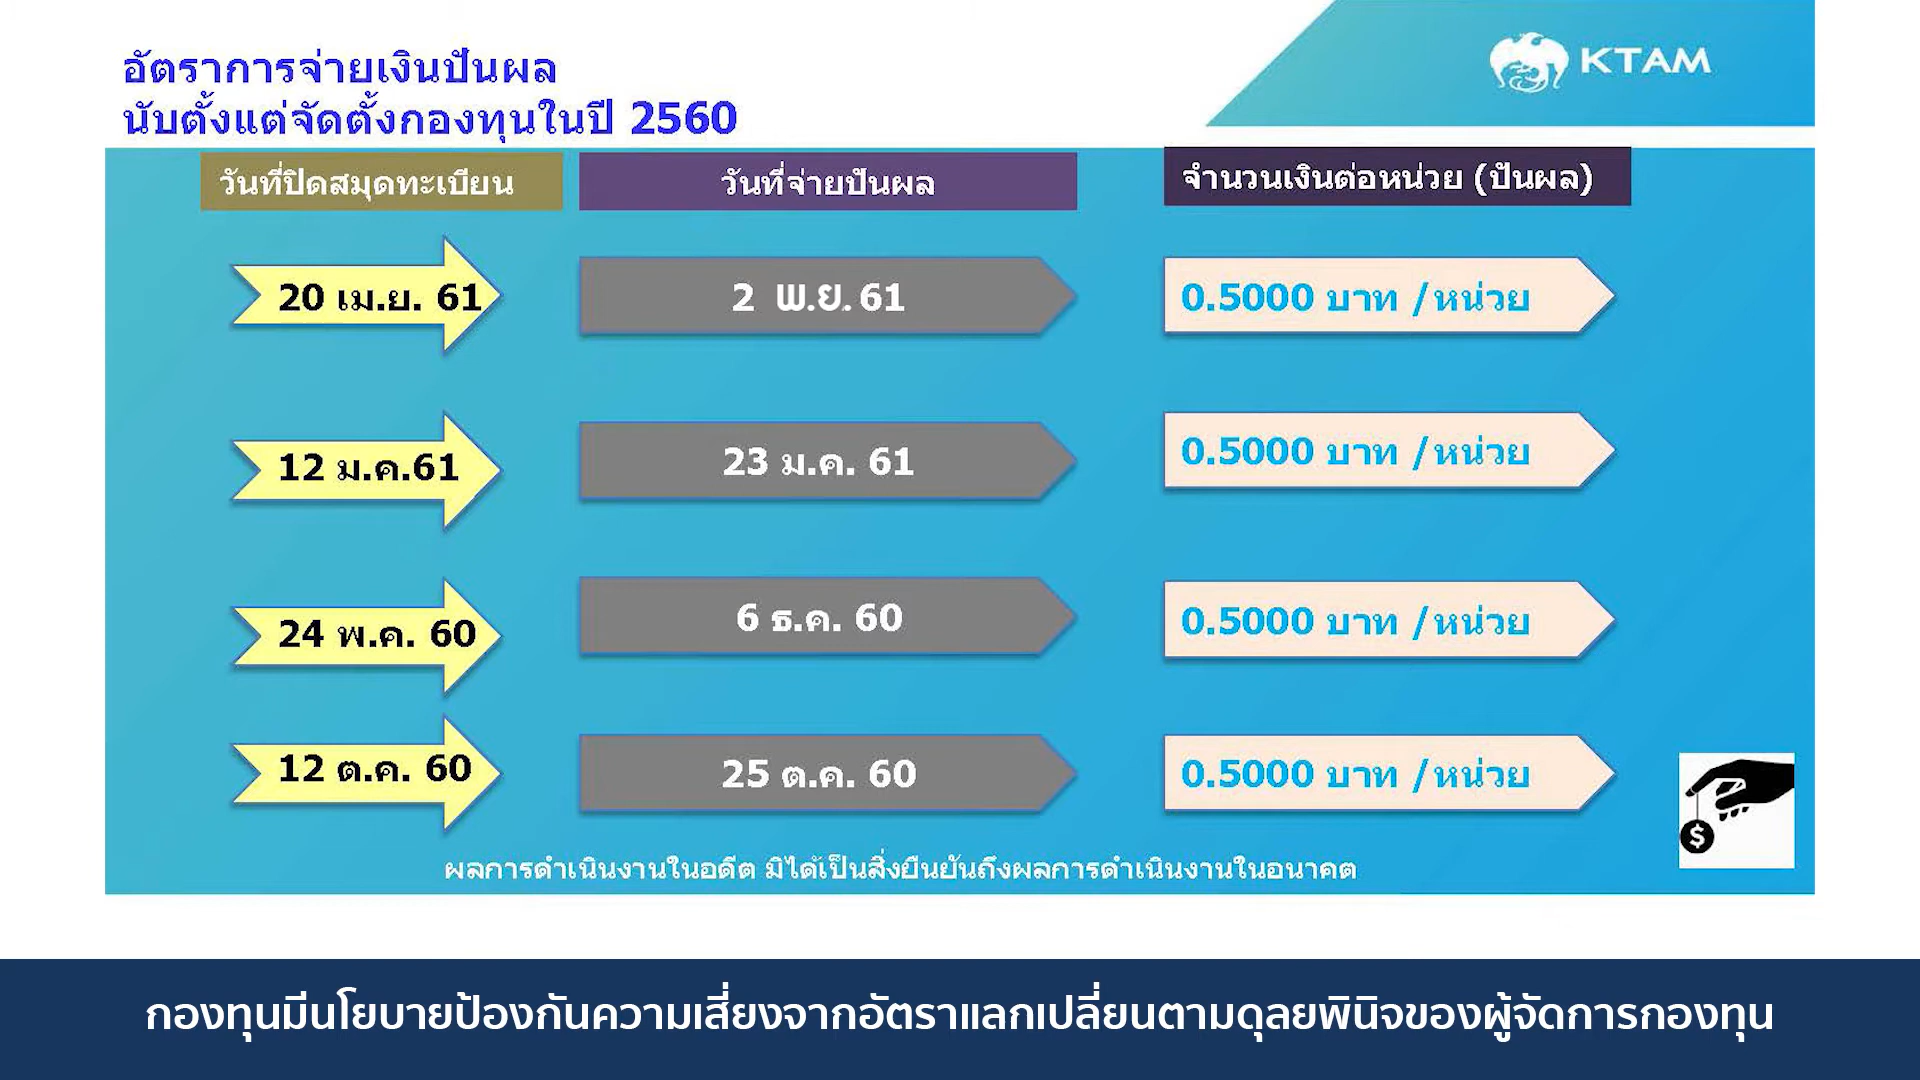 อัตราการจ่ายเงินปันผล
นับตั้งแต่จัดตั้งกองทุนในปี 2560
KTAM
วันที่ปิดสมุดทะเบียน วันที่จ่ายปันผล จำนวนเงินต่อหน่วย (ปันผล)
20 เม.ย. 61 2 พ.ย. 61 0.5000 บาท /หน่วย
12 ม.ค.61 23 ม.ค. 61 0.5000 บาท /หน่วย
24 พ.ค. 60 6 ธ.ค. 60 0.5000 บาท /หน่วย
12 ต.ค. 60 25 ต.ค. 60 0.5000 บาท /หน่วย
$
ผลการดำเนินงานในอดีต มิได้เป็นสิ่งยืนยันถึงผลการดำเนินงานในอนาคต
กองทุนมีนโยบายป้องกันความเสี่ยงจากอัตราแลกเปลี่ยนตามดุลยพินิจของผู้จัดการกองทุน